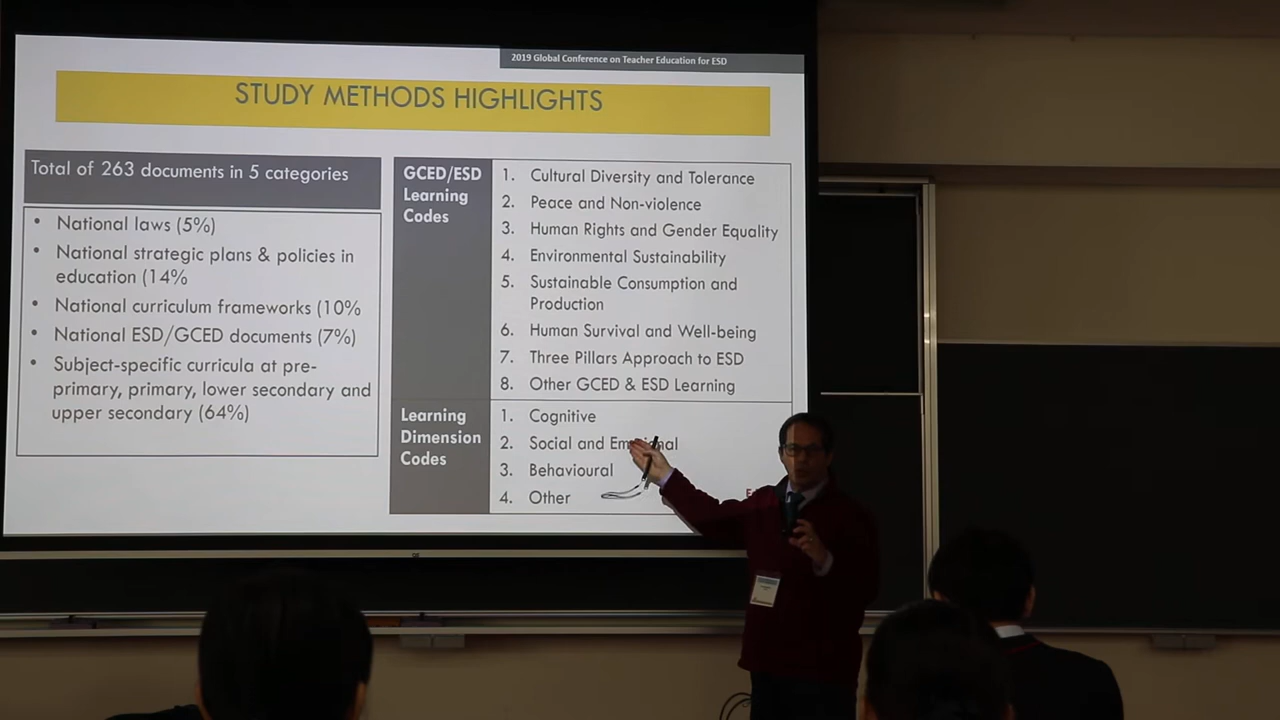 2019 Global Conference on Teacher Education for ESD
STUDY METHODS HIGHLIGHTS
Total of 263 documents in 5 categories
• National laws (5%)
• National strategic plans & policies in
education (14%
• National curriculum frameworks (10%
• National ESD/GCED documents (7%)
• Subject-specific curricula at pre-
primary, primary, lower secondary and
upper secondary (64%)
GCED/ESD
Learning
Codes
1. Cultural Diversity and Tolerance
2. Peace and Non-violence
3. Human Rights and Gender Equality
4. Environmental Sustainability
5. Sustainable Consumption and
Production
6. Human Survival and Well-being
7. Three Pillars Approach to ESD
8. Other GCED & ESD Learning
Learning
Dimension
Codes
1. Cognitive
2. Social and Emotional
3. Behavioural
4. Other